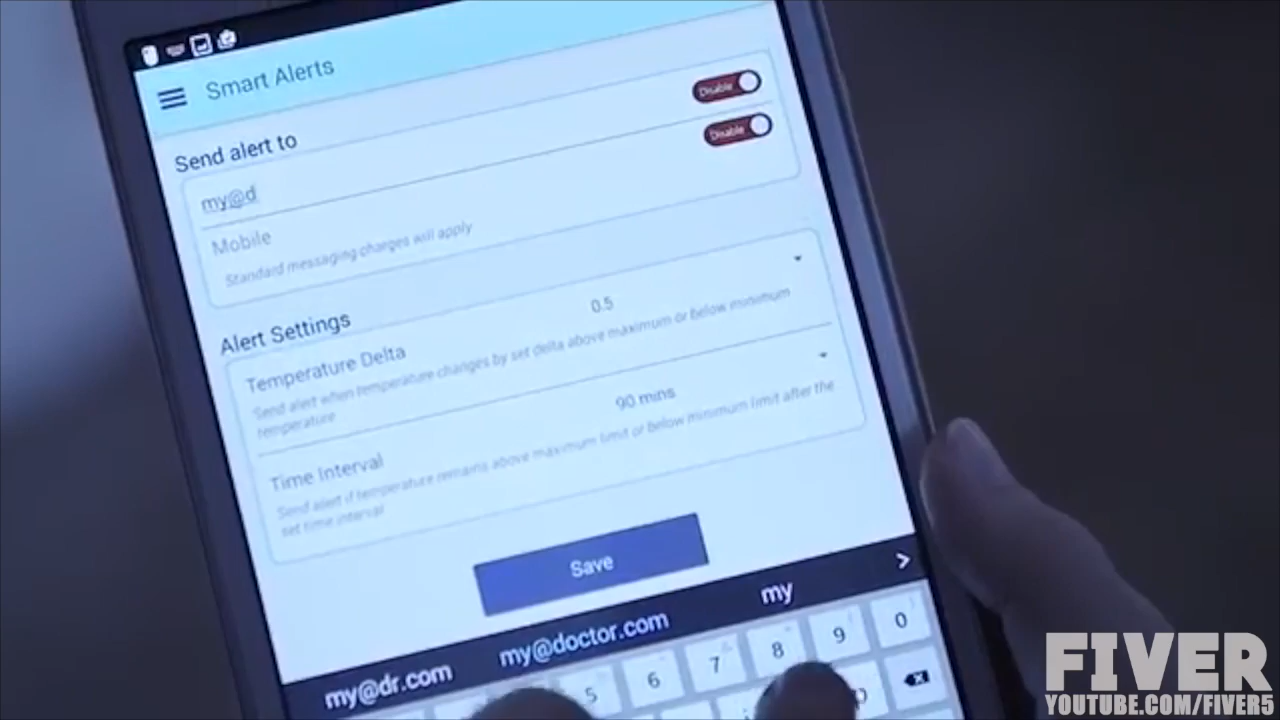 Smart Alerts
Disable
Send alert to
Disable
my@d
Mobile
Standard messaging charges will apply
Alert Settings
0.5
Temperature Delta
Send alert when temperature changes by set delta above maximum or below minimum
temperature
90 mins
Time Interval
Send alert if temperature remains above maximum limit or below minimum limit after the
set time interval
Save
my@dr.com my@doctor.com my
5 6 7 8 9 0
FIVER
YOUTUBE.COM/FIVER5